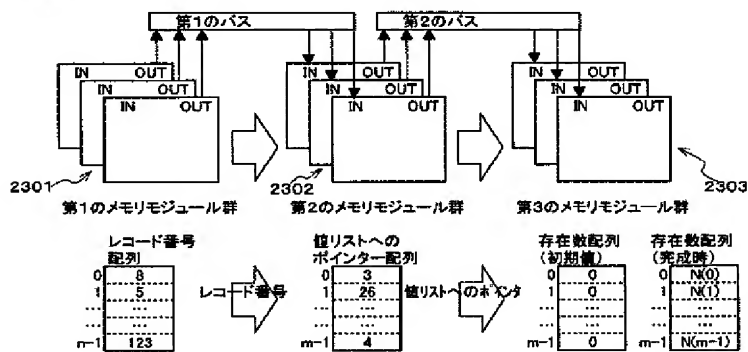 第1のバス
第2のバス
IN OUT
IN OUT
IN OUT
IN OUT
IN OUT
IN OUT
IN
IN
IN
2301
2302
2303
第1のメモリモジュール群
第2のメモリモジュール群
第3のメモリモジュール群
レコード番号
配列
0 8
1 5
... ...
... ...
m-1 123
レコード番号
値リストへの
ポインター配列
0 3
1 26
... ...
... ...
m-1 4
値リストへのポインタ
存在数配列
(初期値)
0 0
1 0
... ...
... ...
m-1 0
存在数配列
(完成時)
0 N(0)
1 N(1)
... ...
... ...
m-1 N(m-1)